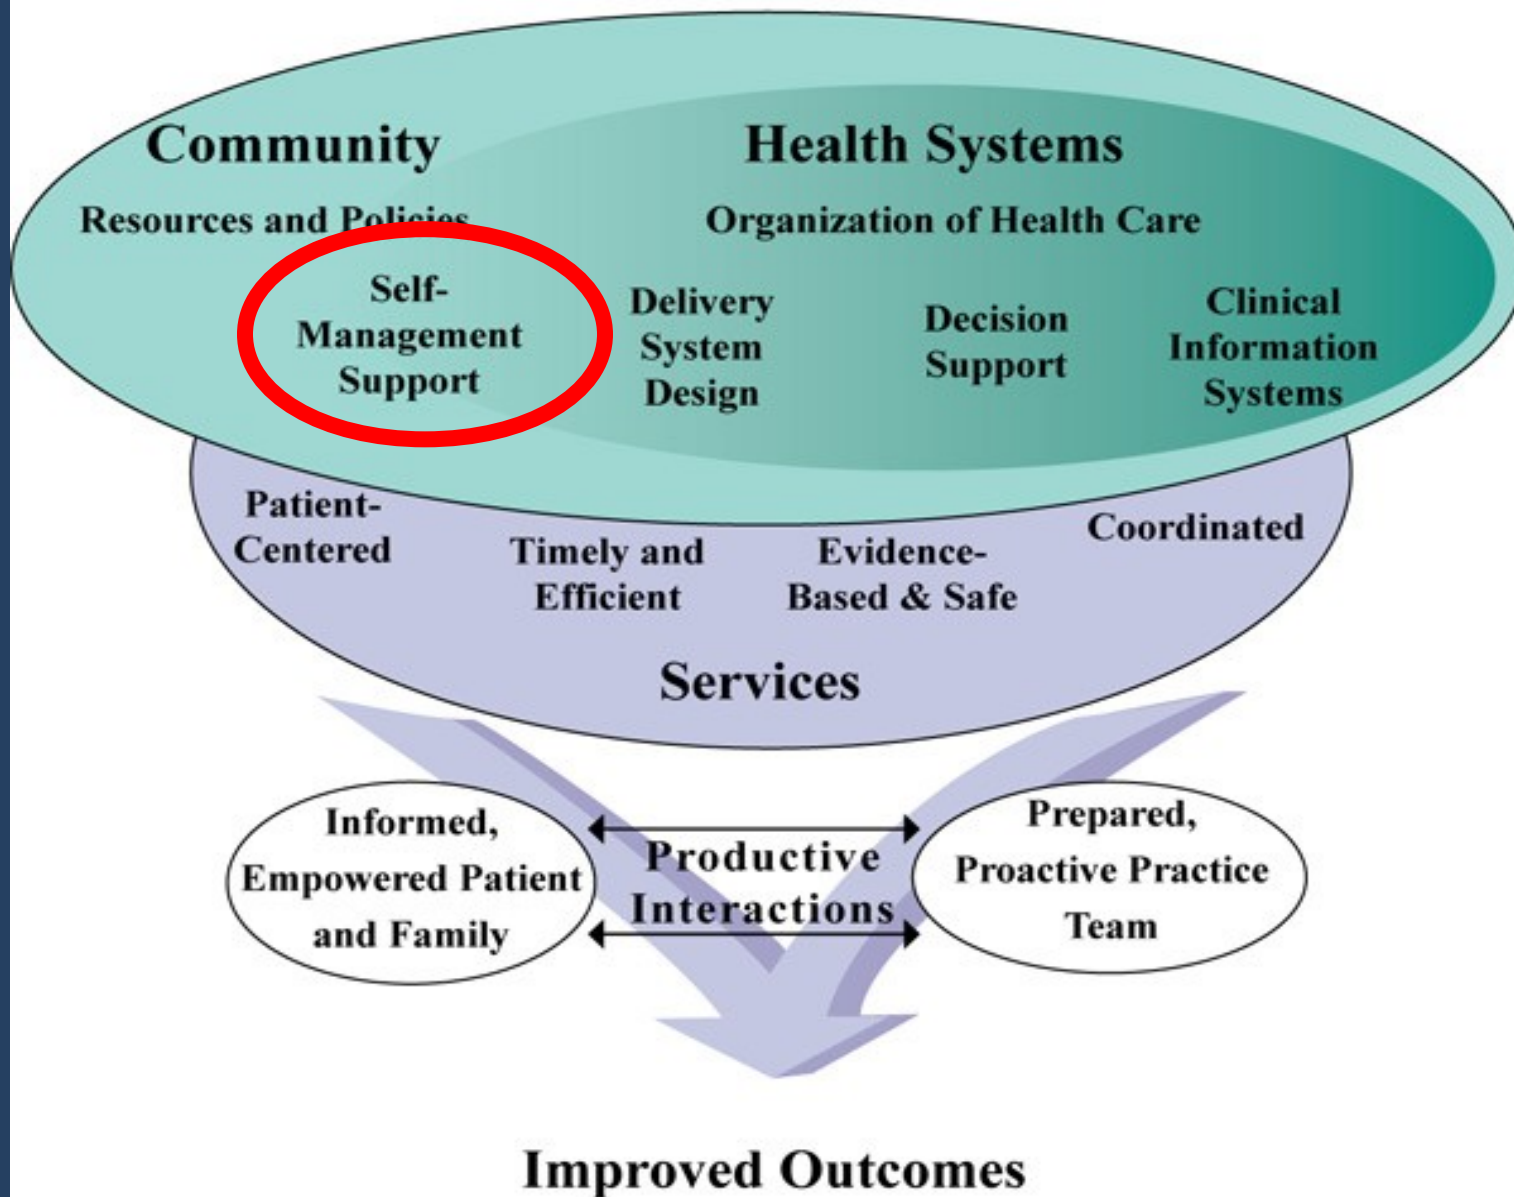 Community
Health Systems
Resources and Policies
Organization of Health Care
Self-
Management
Support
Delivery
System
Design
Decision
Support
Clinical
Information
Systems
Patient-
Centered
Timely and
Efficient
Evidence-
Based & Safe
Coordinated
Services
Informed,
Empowered Patient
and Family
Productive
Interactions
Prepared,
Proactive Practice
Team
Improved Outcomes